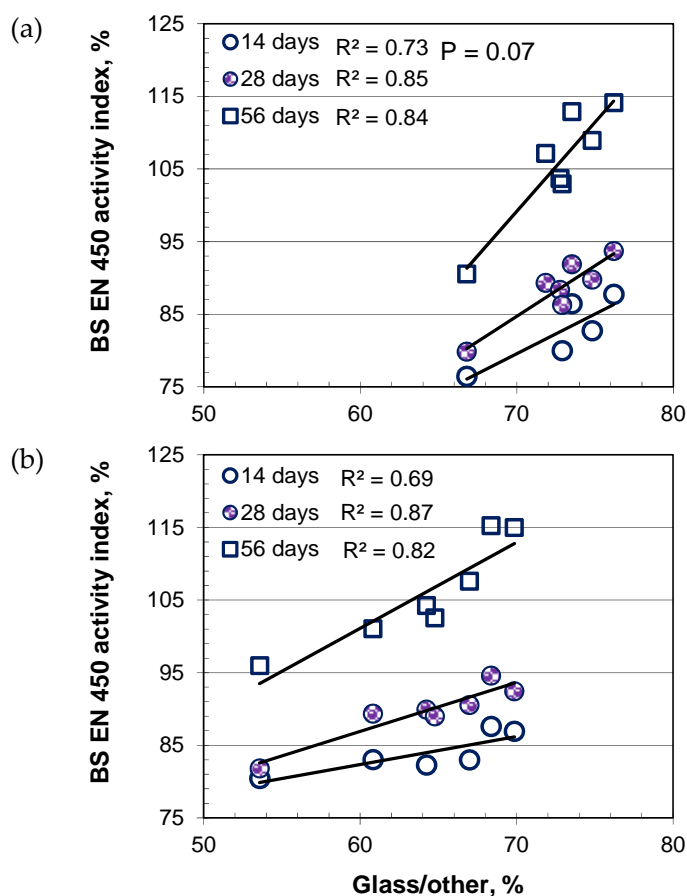 (a)
BS EN 450 activity index, %
125
115
105
95
85
75
14 days R² = 0.73 P = 0.07
28 days R² = 0.85
56 days R² = 0.84
50 60 70 80
(b)
BS EN 450 activity index, %
125
115
105
95
85
75
14 days R² = 0.69
28 days R² = 0.87
56 days R² = 0.82
50 60 70 80
Glass/other, %